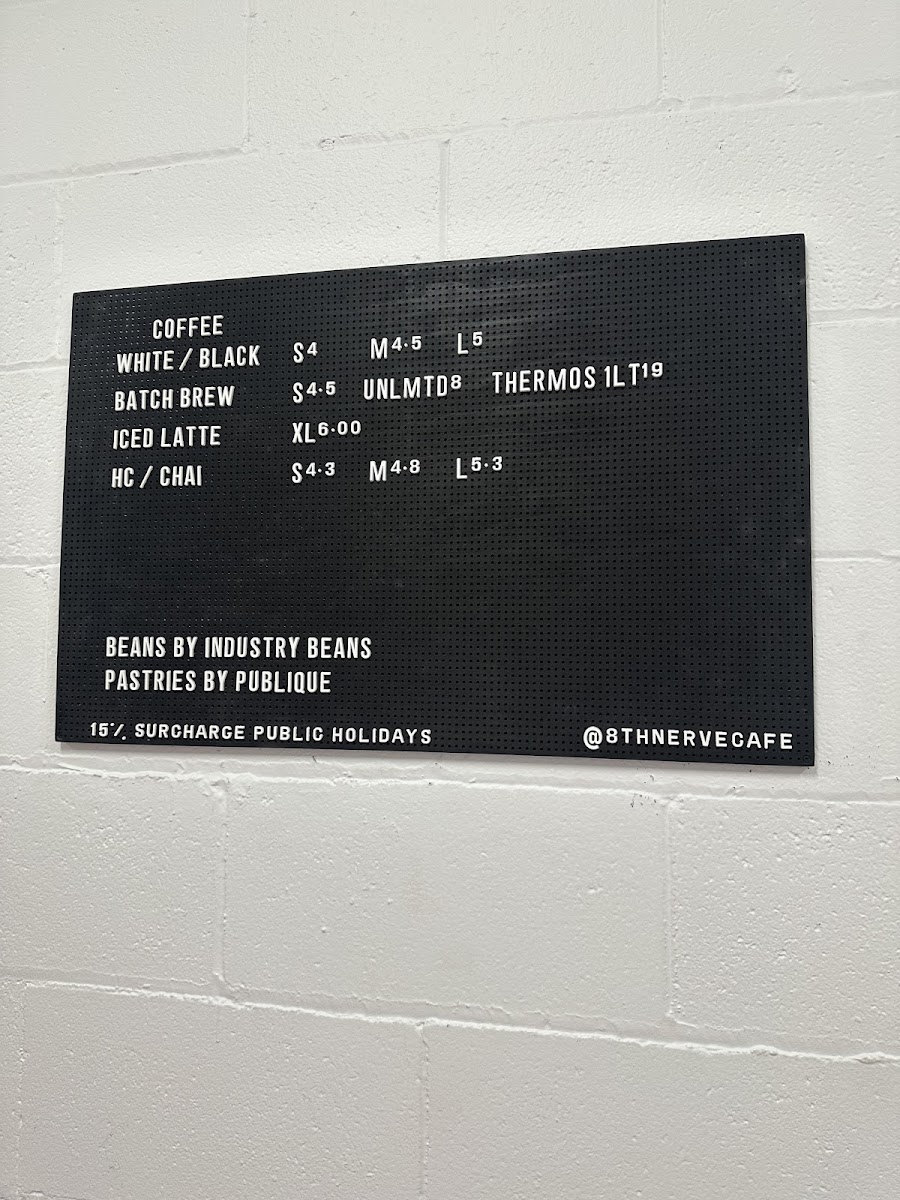 COFFEE
WHITE / BLACK S4 M4.5 L5
BATCH BREW S4.5 UNLMTD8 THERMOS 1LT19
ICED LATTE XL6.00
HC / CHAI S4.3 M4.8 L5.3
BEANS BY INDUSTRY BEANS
PASTRIES BY PUBLIQUE
15% SURCHARGE PUBLIC HOLIDAYS @8THNERVECAFE